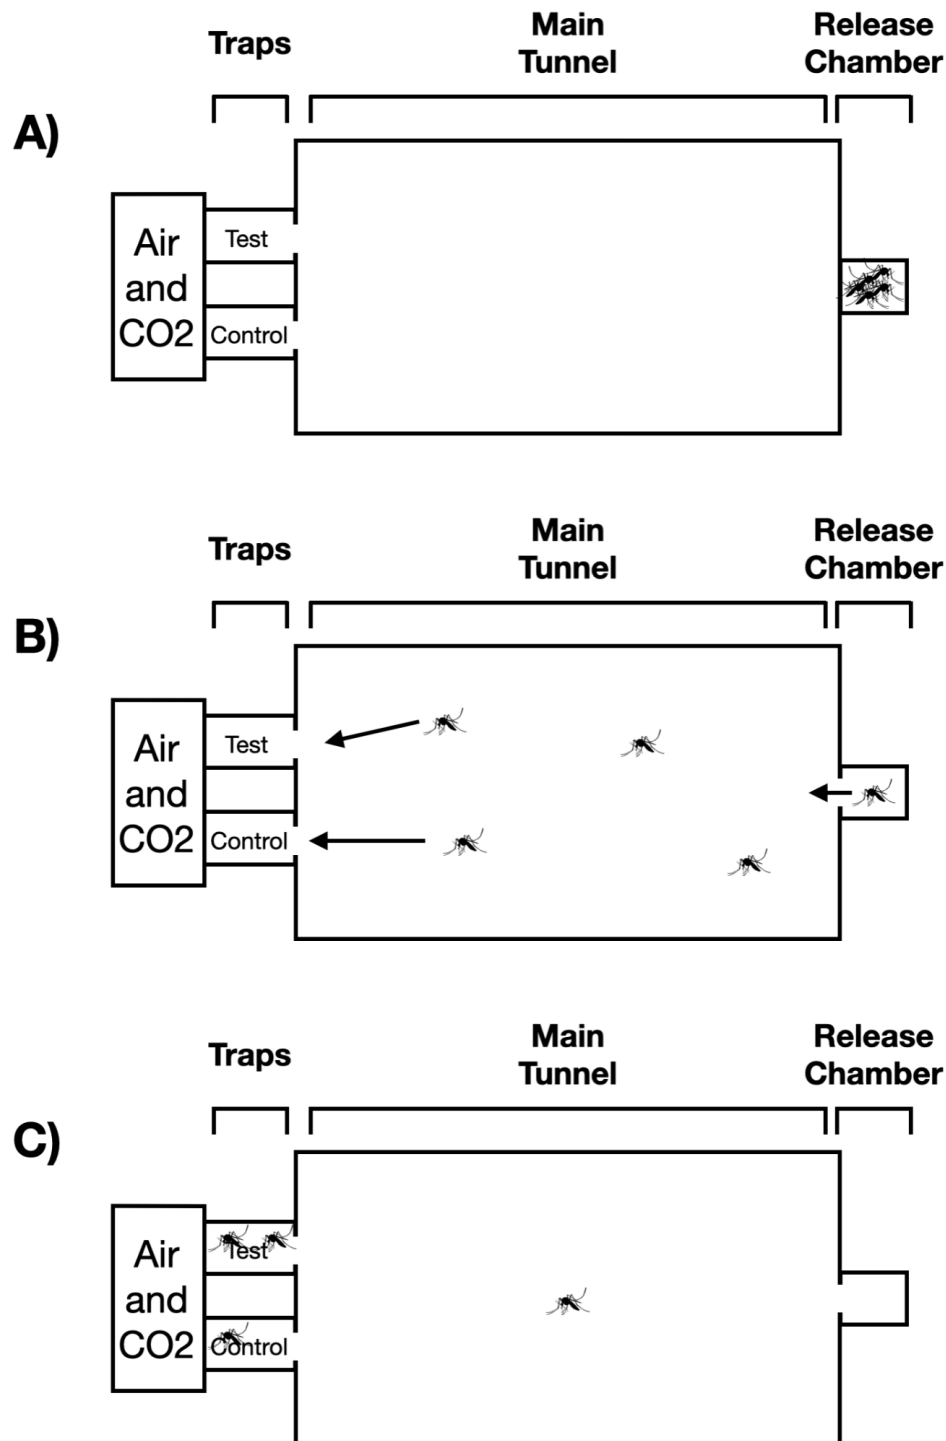 Traps
Main
Tunnel
Release
Chamber
A)
Air
and
CO2
Test
Control
Traps
Main
Tunnel
Release
Chamber
B)
Air
and
CO2
Test
Control
Traps
Main
Tunnel
Release
Chamber
C)
Air
and
CO2
Test
Control